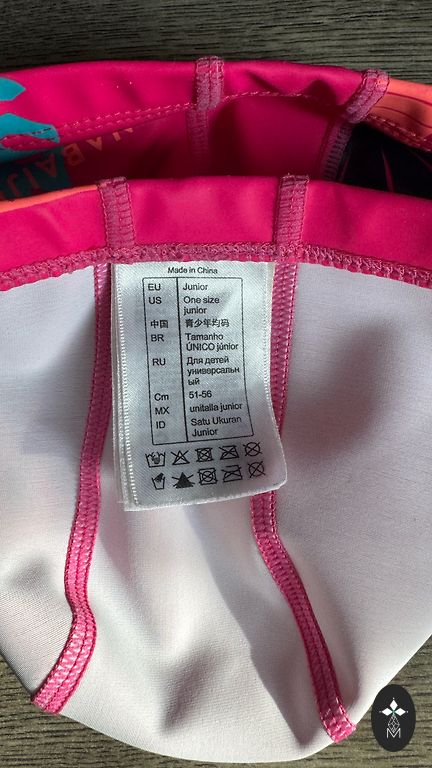 NABAIJ
Made in China
EU Junior
US One size
junior
中国 青少年均码
BR Tamanho
ÚNICO júnior
RU Для детей
универсальн
ый
Cm 51-56
MX unitalla junior
ID Satu Ukuran
Junior